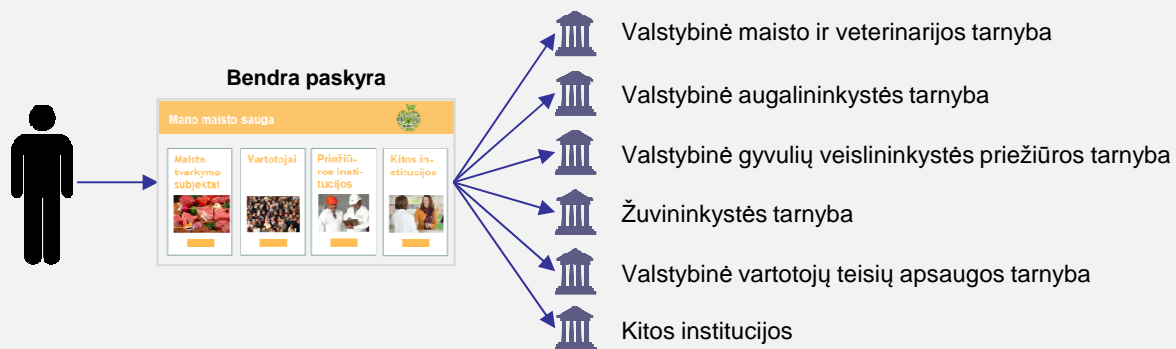 Bendra paskyra
Mano maisto sauga
Maisto
tvarkymo
subjektai
Vartotojai
Priežiū-
ros insti-
tucijos
Kitos in-
stitucijos
Valstybinė maisto ir veterinarijos tarnyba
Valstybinė augalininkystės tarnyba
Valstybinė gyvulių veislininkystės priežiūros tarnyba
Žuvininkystės tarnyba
Valstybinė vartotojų teisių apsaugos tarnyba
Kitos institucijos